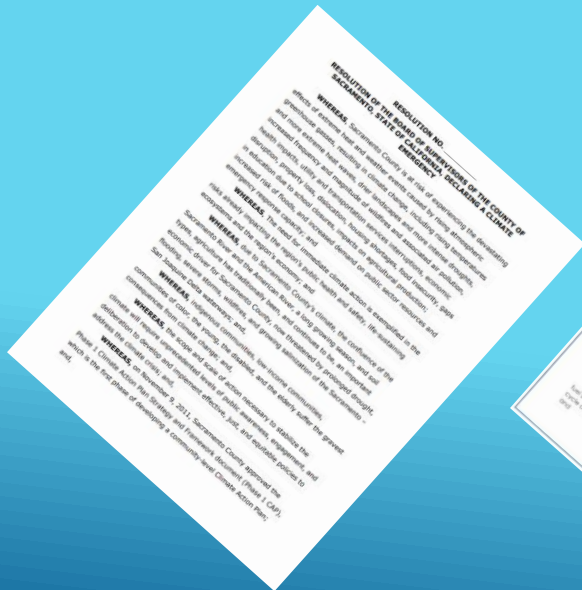 RESOLUTION NO.
RESOLUTION OF THE BOARD OF SUPERVISORS OF THE COUNTY OF
SACRAMENTO, STATE OF CALIFORNIA, DECLARING A CLIMATE
EMERGENCY
WHEREAS, Sacramento County is at risk of experiencing the devastating
effects of extreme heat and weather events caused by rising atmospheric
greenhouse gasses, resulting in climate change, including rising temperatures
and more extreme heat waves, drier landscapes and more intense droughts,
increased frequency and magnitude of wildfires and associated air pollution,
health impacts, utility and transportation services interruptions, economic
disruption, property loss, dislocation, housing shortages, food insecurity, gaps
in education due to school closures, impacts to agriculture production;
increased risk of floods, and increased demand on public sector resources and
emergency response capacity; and
WHEREAS, The need for immediate climate action is exemplified in the
risks already impacting the region's public health and safety, life sustaining
ecosystems and the region's economy; and
WHEREAS, due to Sacramento County's climate, the confluence of the
Sacramento River and the American River, a long growing season, and soil
types, agriculture has traditionally been, and continues to be, an important
economic driver for Sacramento County, now threatened by prolonged drought,
flooding, severe storms, wildfires, and growing salinization of the Sacramento –
San Joaquine Delta waterways; and,
WHEREAS, indigenous communities, low-income communities,
communities of color, the young, the disabled, and the elderly suffer the gravest
consequences from climate change; and,
WHEREAS, the scope and scale of action necessary to stabilize the
climate will require unprecedented levels of public awareness, engagement, and
deliberation to develop and implement effective, just, and equitable policies to
address the climate crisis; and,
WHEREAS, on November 9, 2011, Sacramento County approved the
Phase 1 Climate Action Plan Strategy and Framework document (Phase 1 CAP),
which is the first phase of developing a community-level Climate Action Plan;
and,
fuel
cycle
and